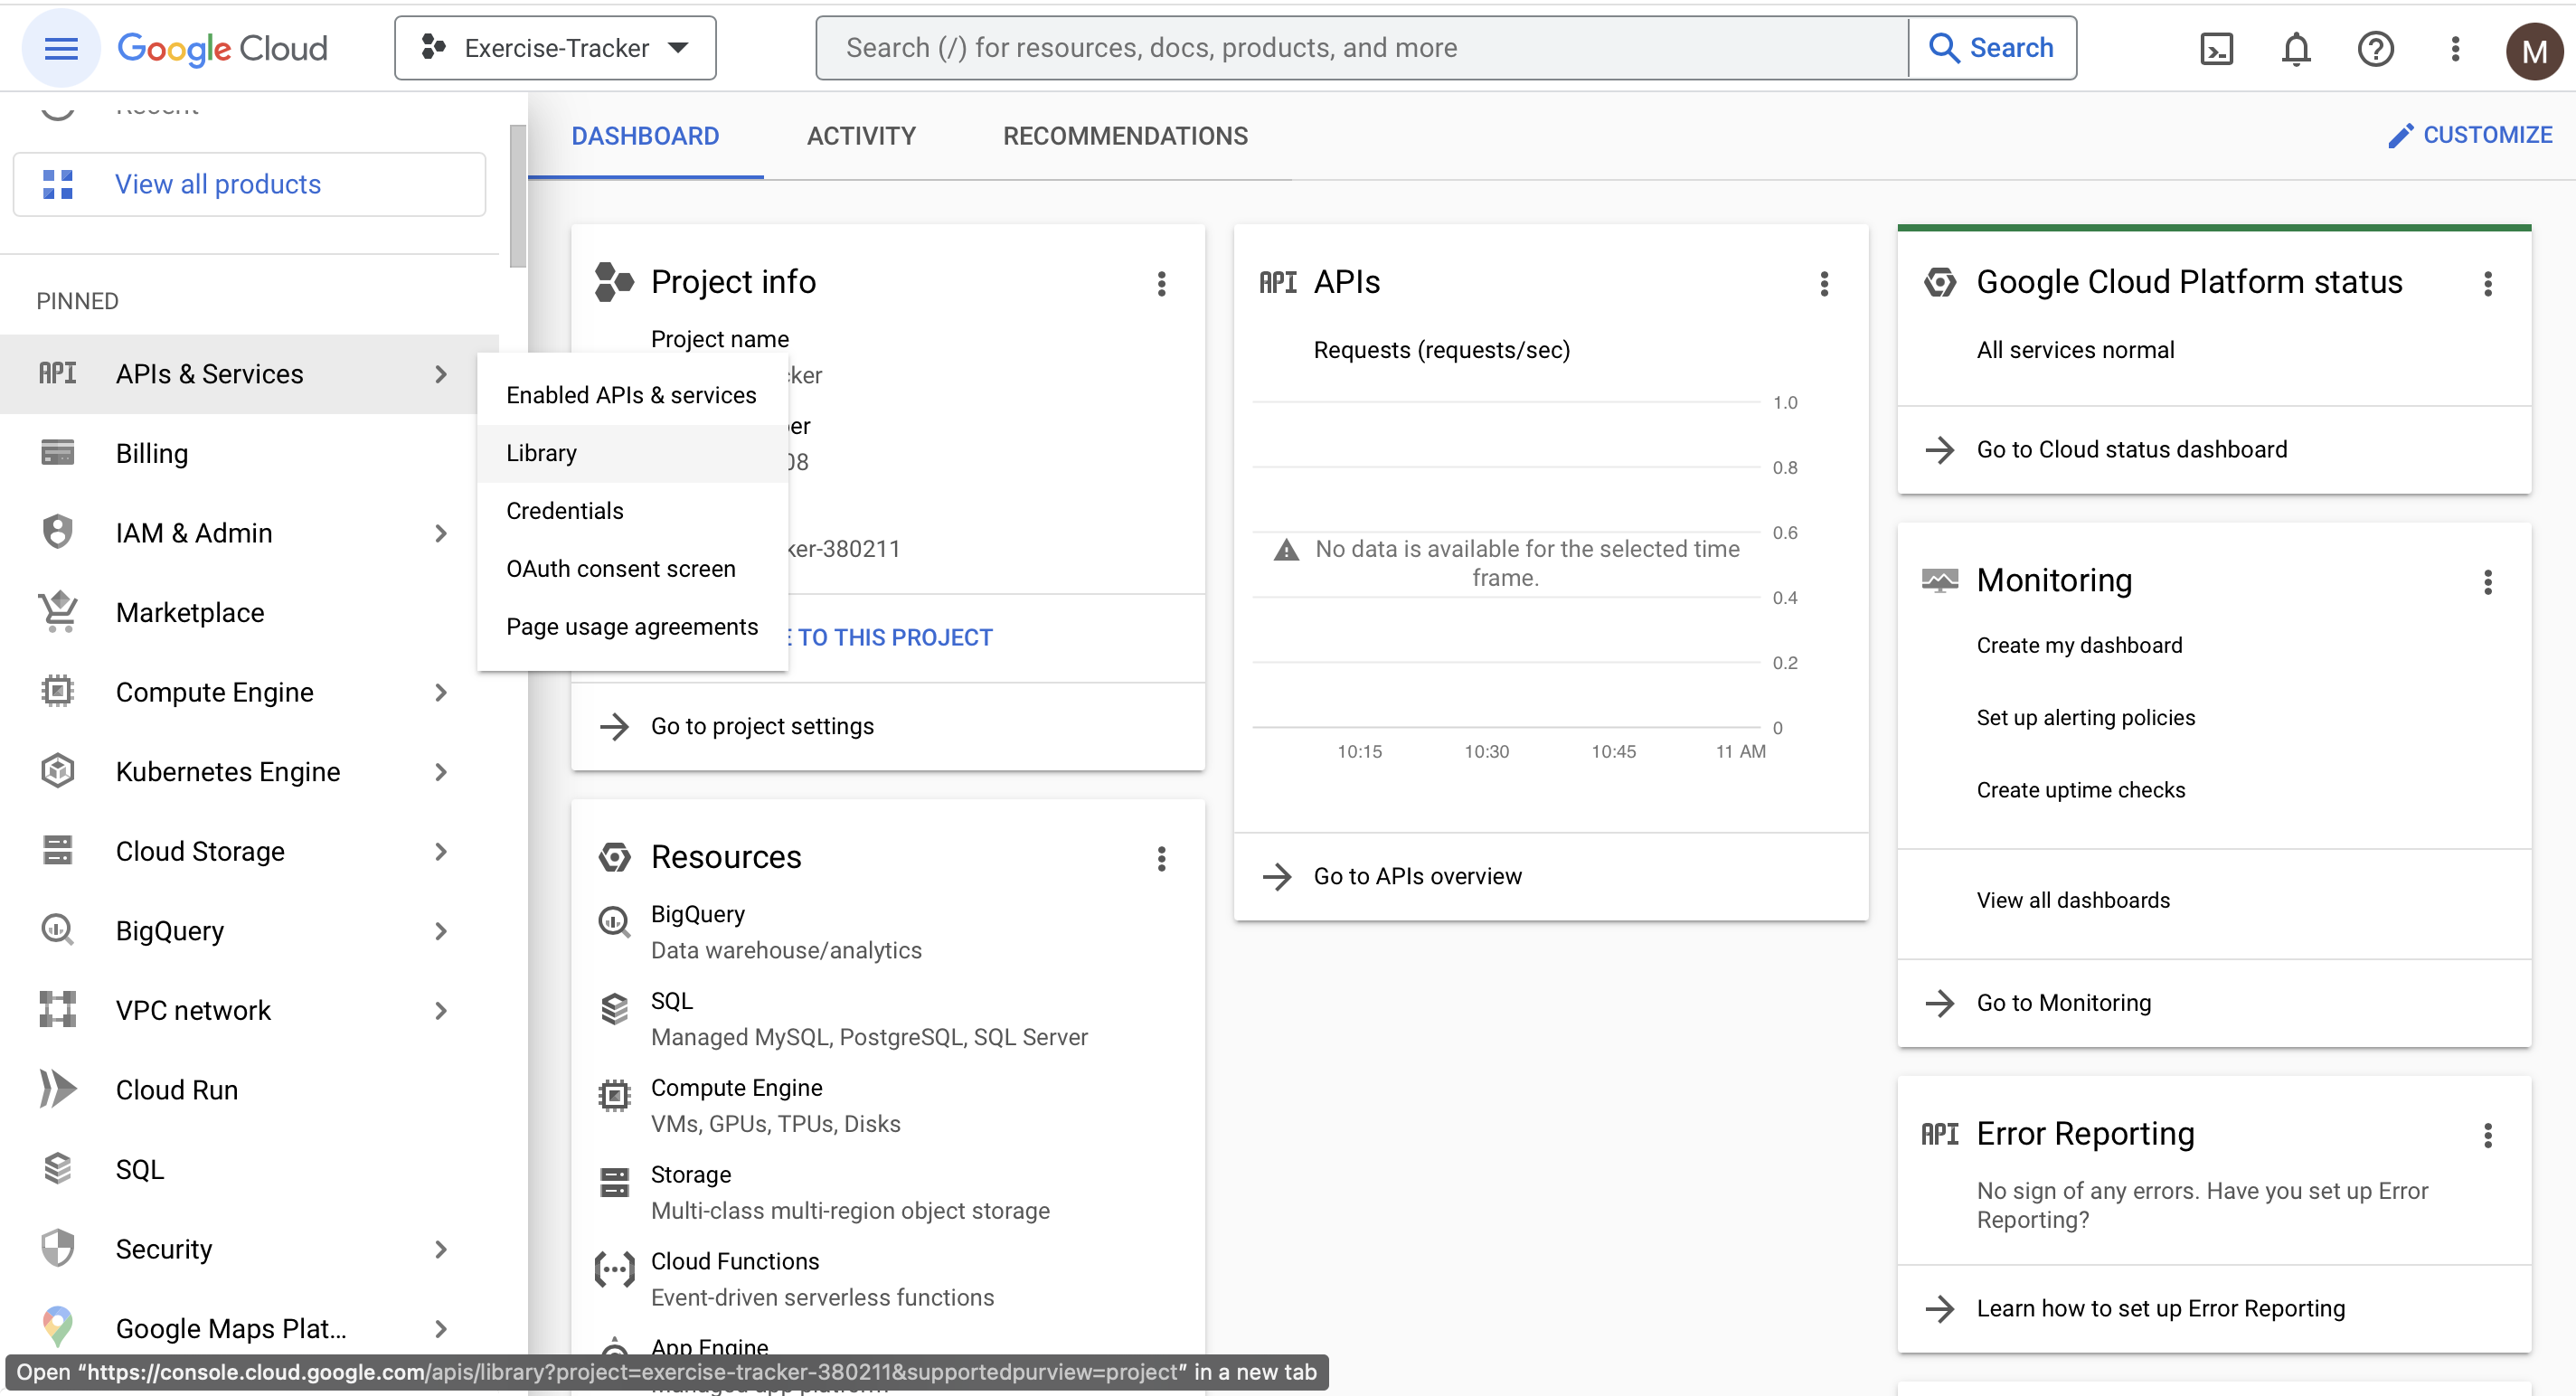 Google Cloud
Exercise-Tracker
Search (/) for resources, docs, products, and more
Search
M
Recent
View all products
PINNED
API APIs & Services
Billing
IAM & Admin
Marketplace
Compute Engine
Kubernetes Engine
Cloud Storage
BigQuery
VPC network
Cloud Run
SQL
Security
Google Maps Plat...
Enabled APIs & services
Library
Credentials
OAuth consent screen
Page usage agreements
DASHBOARD
ACTIVITY
RECOMMENDATIONS
CUSTOMIZE
Project info
Project name
ker
er
08
ker-380211
TO THIS PROJECT
Go to project settings
Resources
BigQuery
Data warehouse/analytics
SQL
Managed MySQL, PostgreSQL, SQL Server
Compute Engine
VMs, GPUs, TPUs, Disks
Storage
Multi-class multi-region object storage
Cloud Functions
Event-driven serverless functions
App Engine
Managed app platform
API APIs
Requests (requests/sec)
1.0
0.8
0.6
No data is available for the selected time
frame.
0.4
0.2
0
10:15
10:30
10:45
11 AM
Go to APIs overview
Google Cloud Platform status
All services normal
Go to Cloud status dashboard
Monitoring
Create my dashboard
Set up alerting policies
Create uptime checks
View all dashboards
Go to Monitoring
API Error Reporting
No sign of any errors. Have you set up Error
Reporting?
Learn how to set up Error Reporting
Open “https://console.cloud.google.com/apis/library?project=exercise-tracker-380211&supportedpurview=project” in a new tab